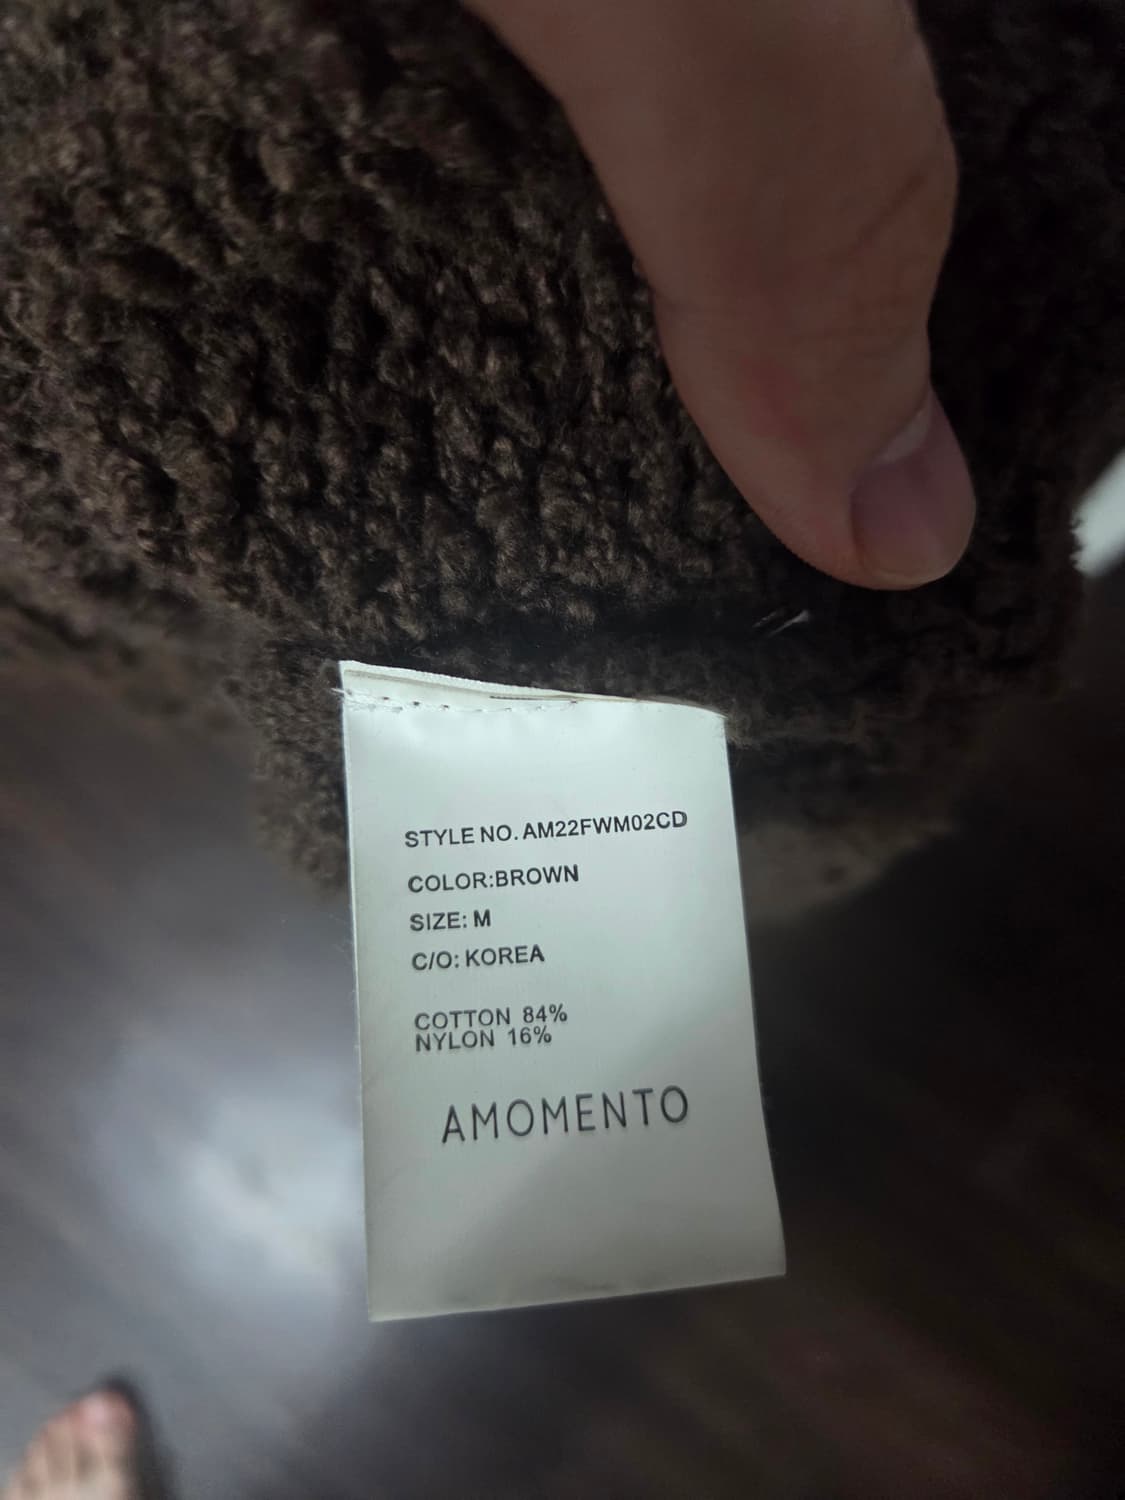 STYLE NO. AM22FWM02CD
COLOR:BROWN
SIZE: M
C/O: KOREA
COTTON 84%
NYLON 16%
AMOMENTO